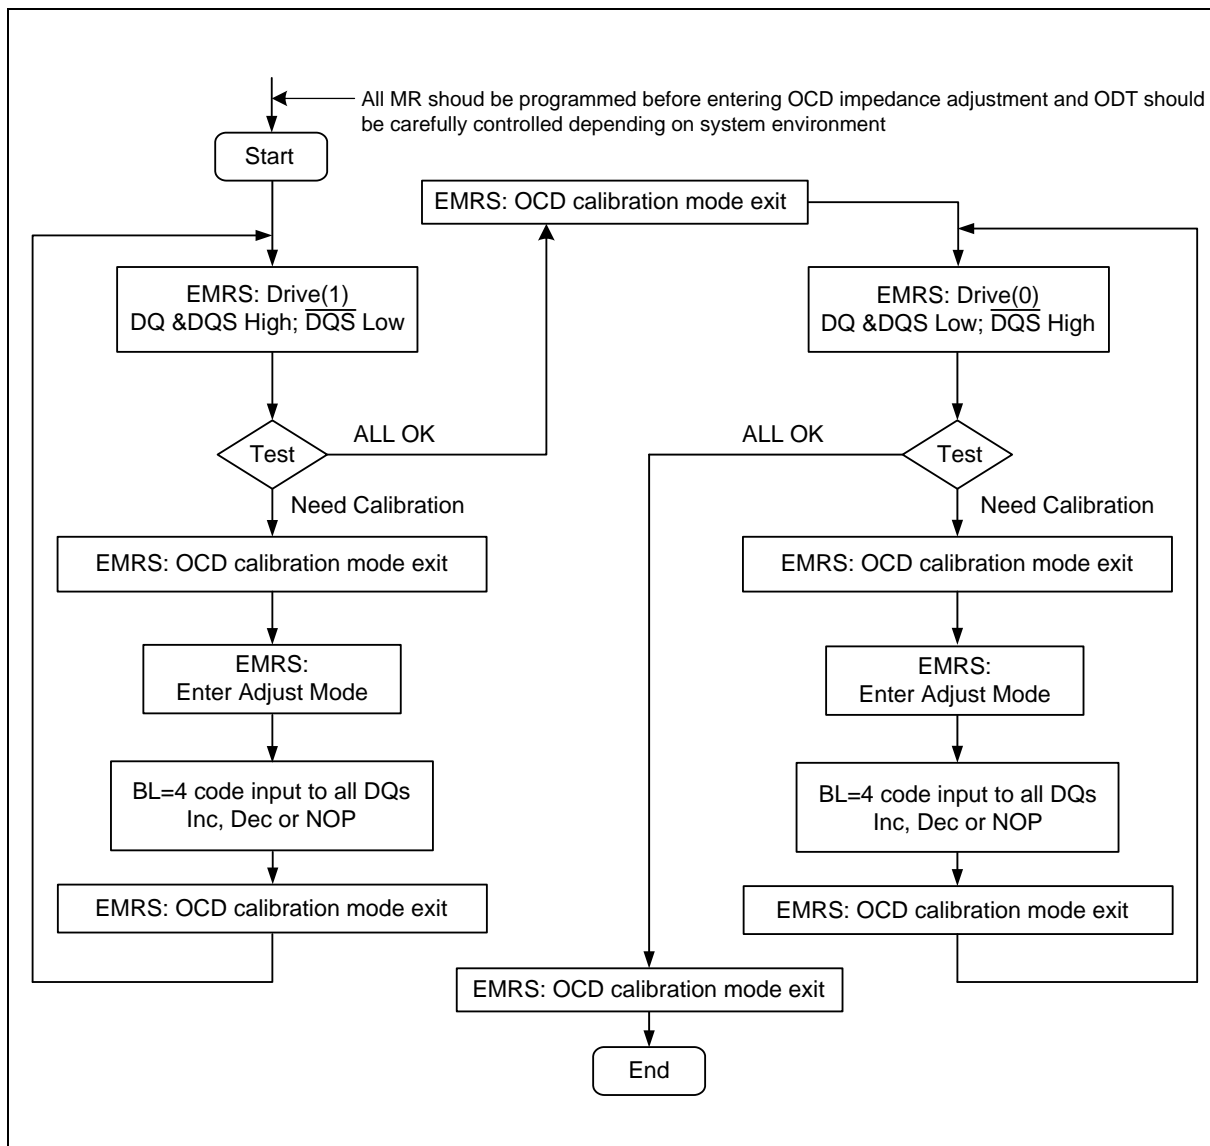 All MR shoud be programmed before entering OCD impedance adjustment and ODT should
be carefully controlled depending on system environment
Start
EMRS: OCD calibration mode exit
EMRS: Drive(1)
DQ &DQS High; D̅Q̅S̅ Low
Test
ALL OK
Need Calibration
EMRS: OCD calibration mode exit
EMRS:
Enter Adjust Mode
BL=4 code input to all DQs
Inc, Dec or NOP
EMRS: OCD calibration mode exit
EMRS: Drive(0)
DQ &DQS Low; D̅Q̅S̅ High
ALL OK
Test
Need Calibration
EMRS: OCD calibration mode exit
EMRS:
Enter Adjust Mode
BL=4 code input to all DQs
Inc, Dec or NOP
EMRS: OCD calibration mode exit
EMRS: OCD calibration mode exit
End